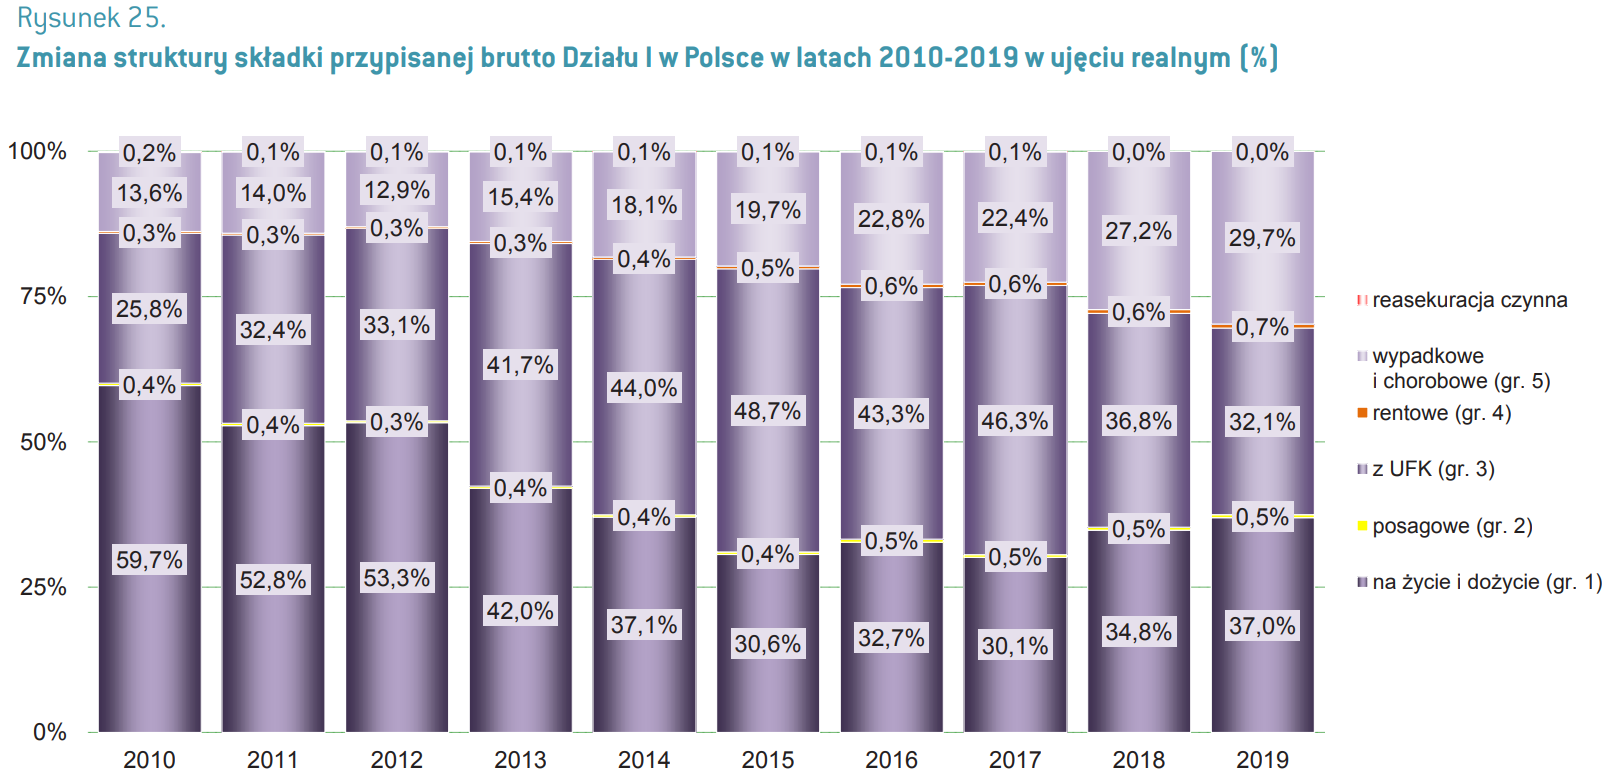 Rysunek 25.
Zmiana struktury składki przypisanej brutto Działu I w Polsce w latach 2010-2019 w ujęciu realnym (%)
100%
75%
50%
25%
0%
0,2% 0,1% 0,1% 0,1% 0,1% 0,1% 0,1% 0,1% 0,0% 0,0%
13,6% 14,0% 12,9% 15,4% 18,1% 19,7% 22,8% 22,4% 27,2% 29,7%
0,3% 0,3% 0,3% 0,3% 0,4% 0,5% 0,6% 0,6% 0,6% 0,7%
25,8% 32,4% 33,1% 41,7% 44,0% 48,7% 43,3% 46,3% 36,8% 32,1%
0,4% 0,4% 0,3% 0,4% 0,4% 0,4% 0,5% 0,5% 0,5% 0,5%
59,7% 52,8% 53,3% 42,0% 37,1% 30,6% 32,7% 30,1% 34,8% 37,0%
2010 2011 2012 2013 2014 2015 2016 2017 2018 2019
reasekuracja czynna
wypadkowe
i chorobowe (gr. 5)
rentowe (gr. 4)
z UFK (gr. 3)
posagowe (gr. 2)
na życie i dożycie (gr. 1)